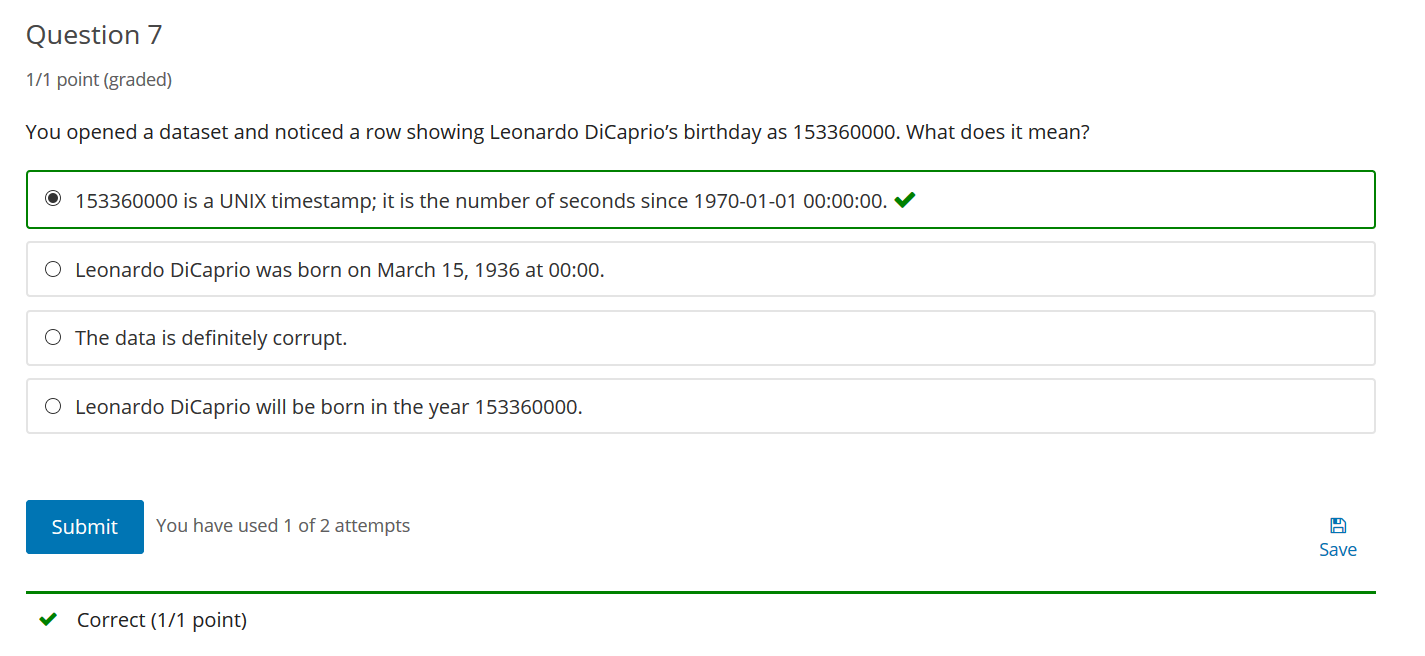 Question 7
1/1 point (graded)
You opened a dataset and noticed a row showing Leonardo DiCaprio’s birthday as 153360000. What does it mean?
153360000 is a UNIX timestamp; it is the number of seconds since 1970-01-01 00:00:00.
Leonardo DiCaprio was born on March 15, 1936 at 00:00.
The data is definitely corrupt.
Leonardo DiCaprio will be born in the year 153360000.
Submit You have used 1 of 2 attempts
Save
Correct (1/1 point)